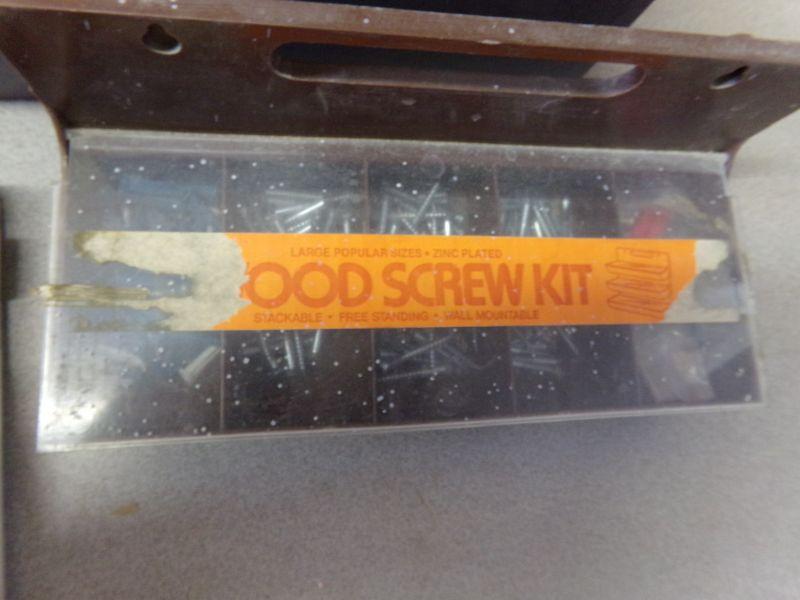 LARGE POPULAR SIZES • ZINC PLATED
OOD SCREW KIT
STACKABLE • FREE STANDING • WALL MOUNTABLE